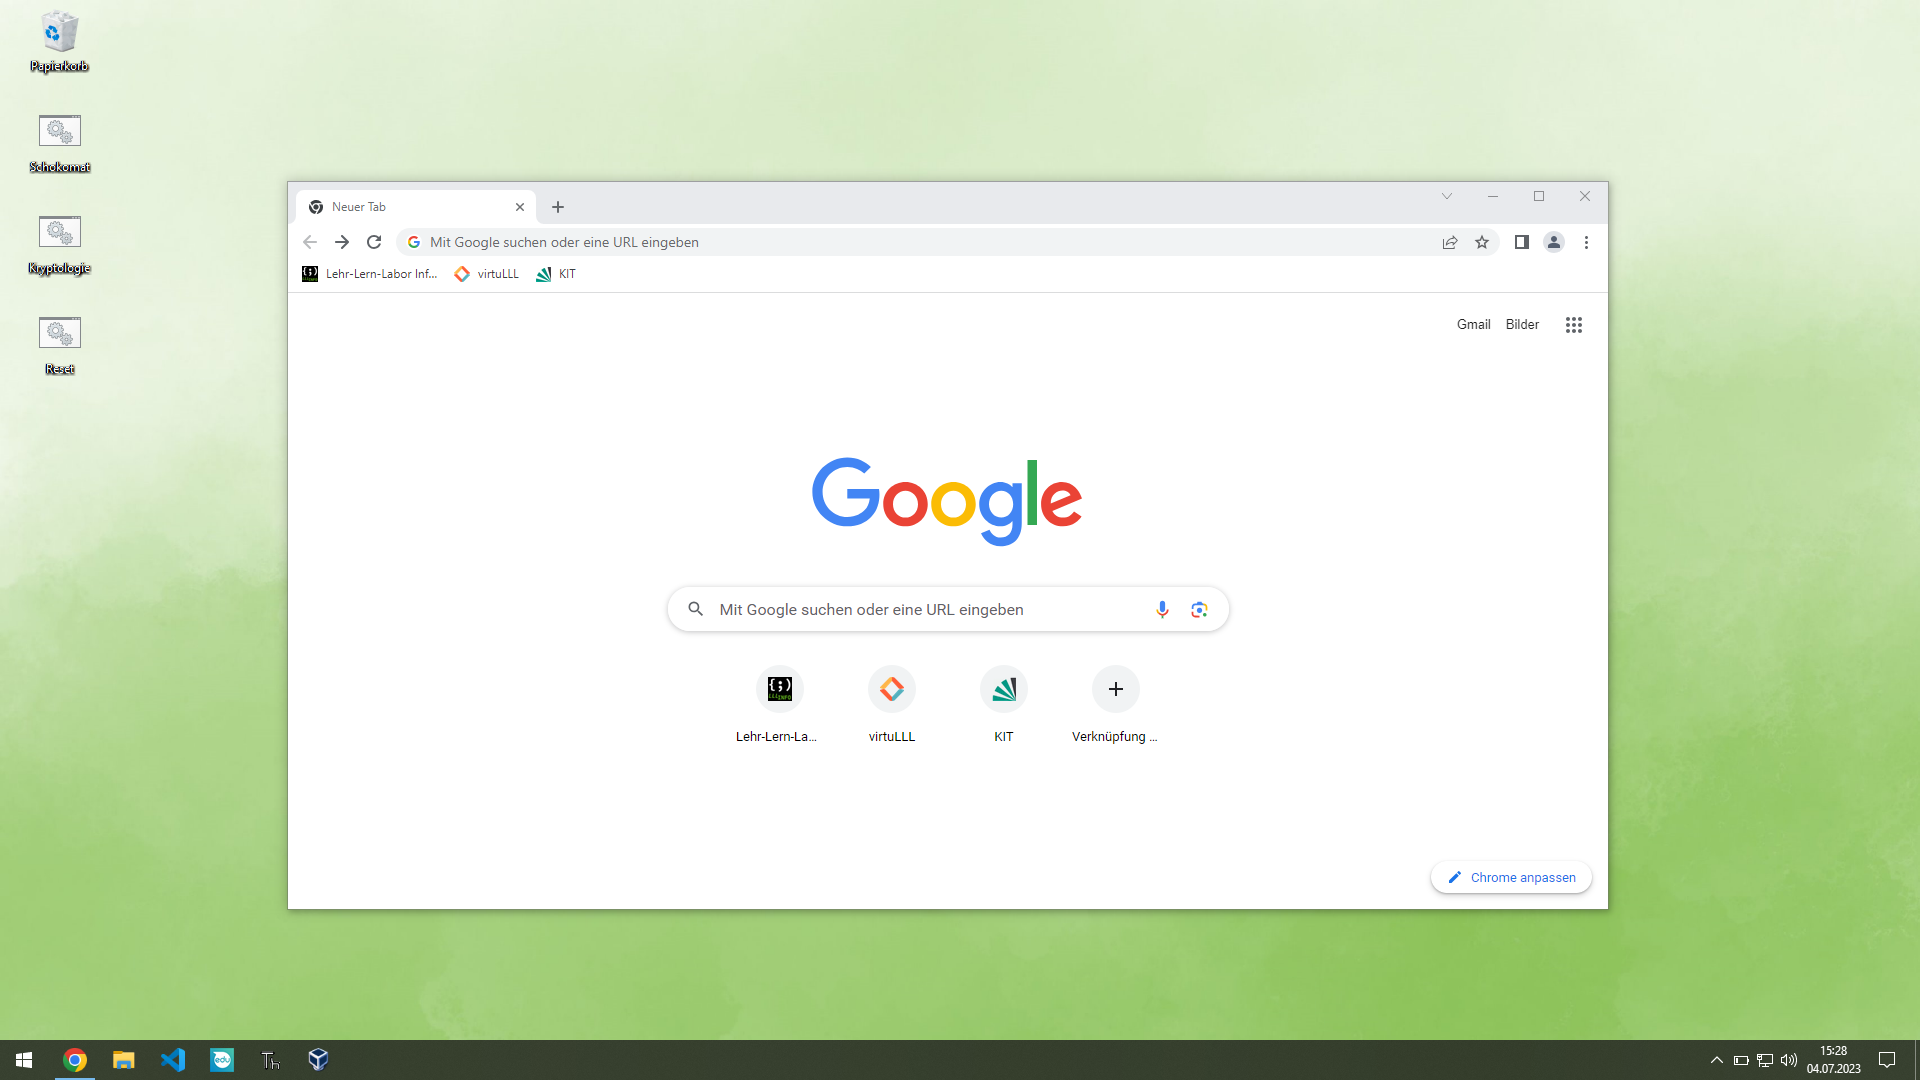 Papierkorb
Schokomat
Kryptologie
Reset
Neuer Tab
Mit Google suchen oder eine URL eingeben
Lehr-Lern-Labor Inf...
virtuLLL
KIT
Gmail
Bilder
Google
Mit Google suchen oder eine URL eingeben
Lehr-Lern-La...
virtuLLL
KIT
Verknüpfung ...
Chrome anpassen
edu
Th
15:28
04.07.2023